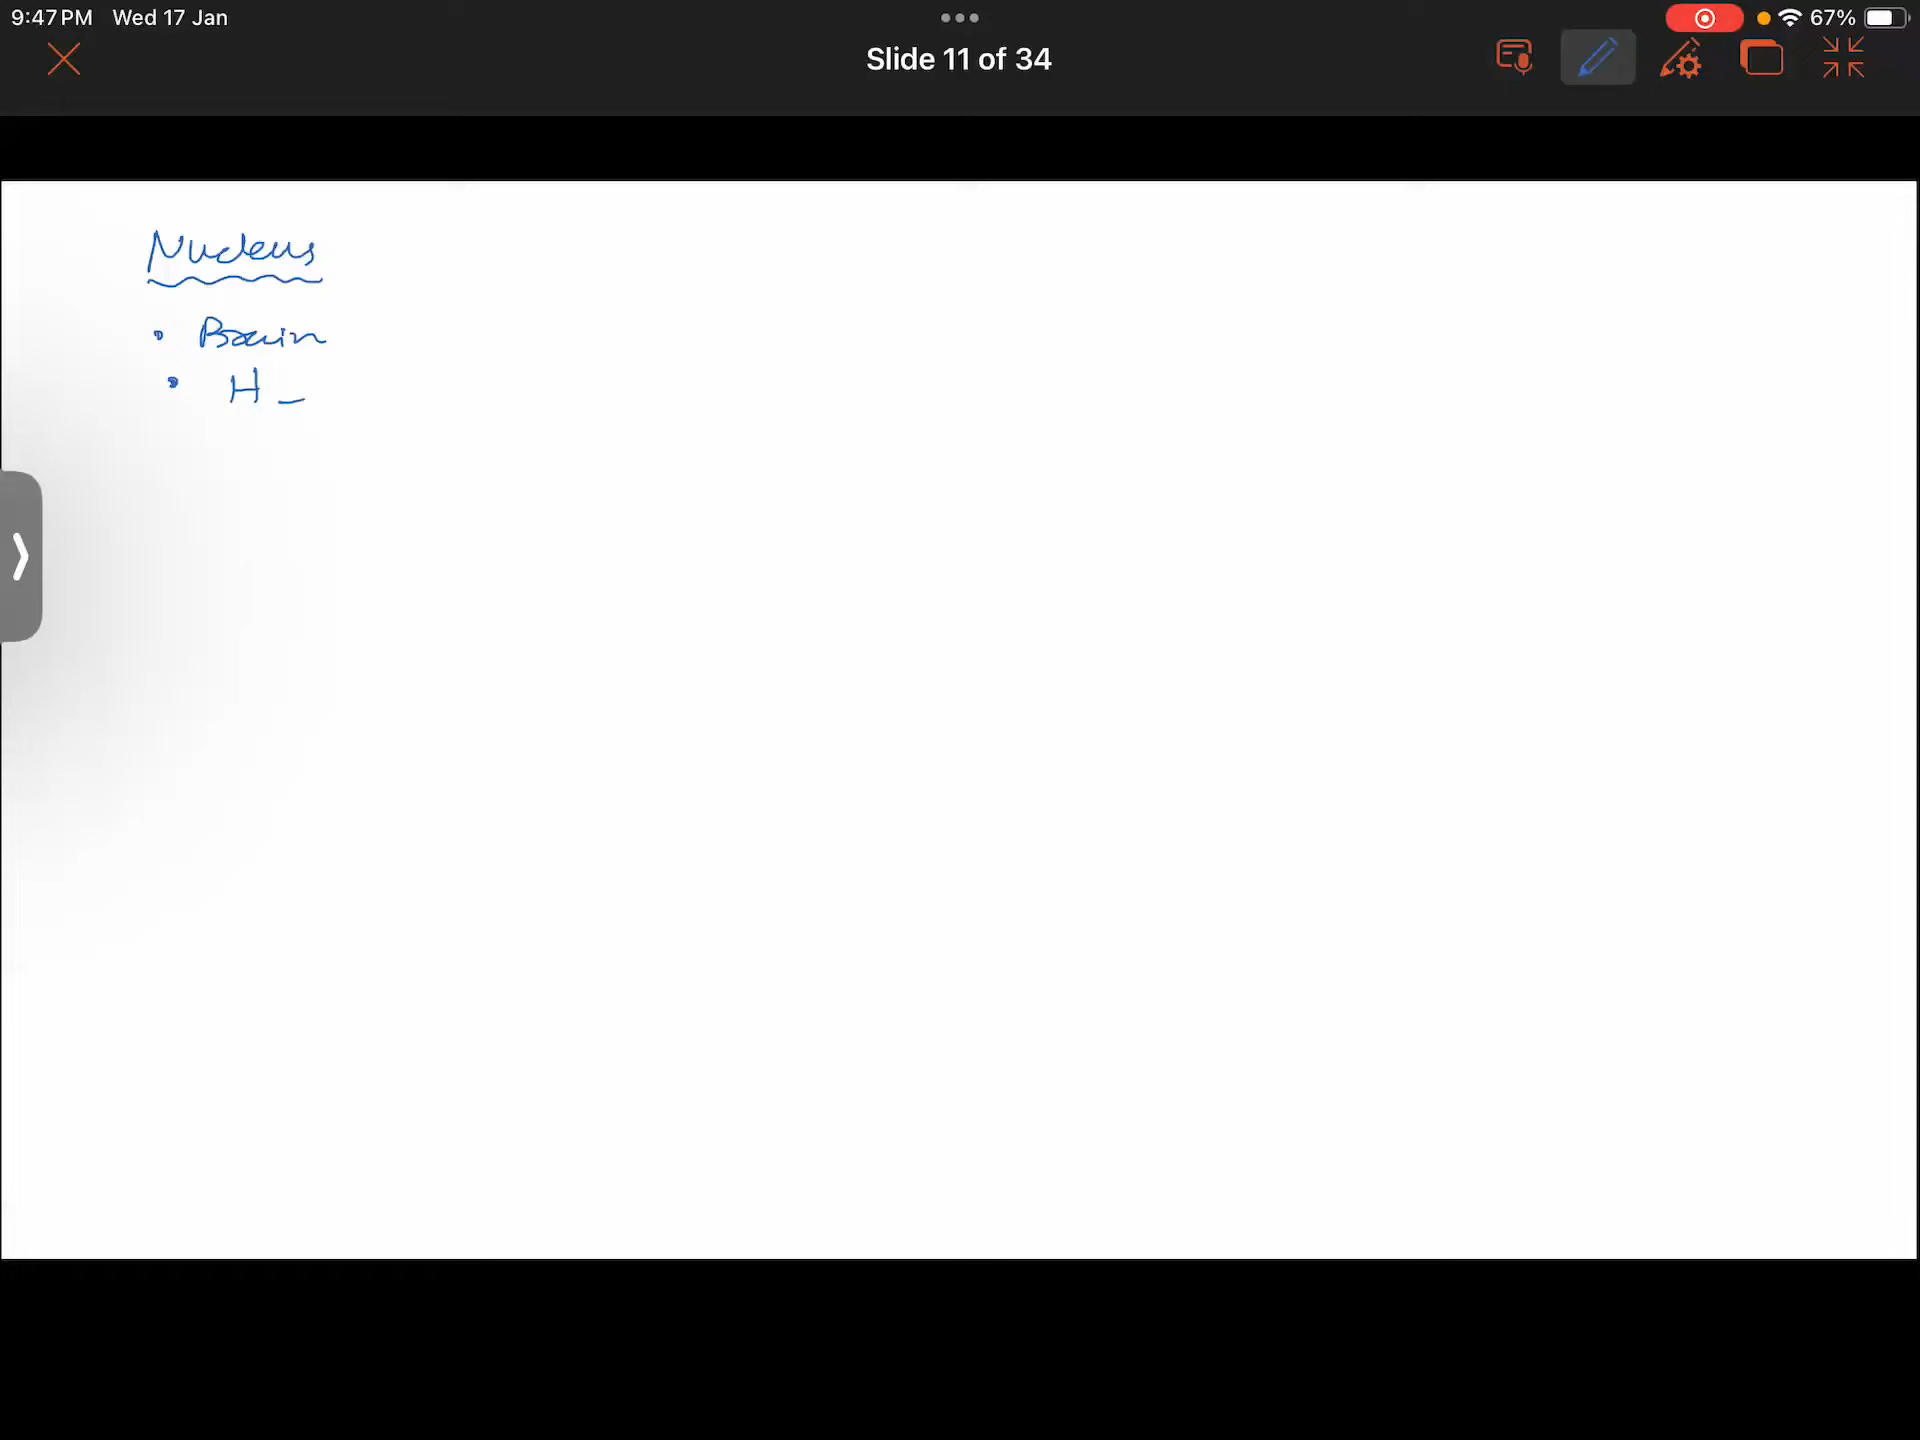 9:47 PM Wed 17 Jan
67%
Slide 11 of 34
Nucleus
• Brain
• H _